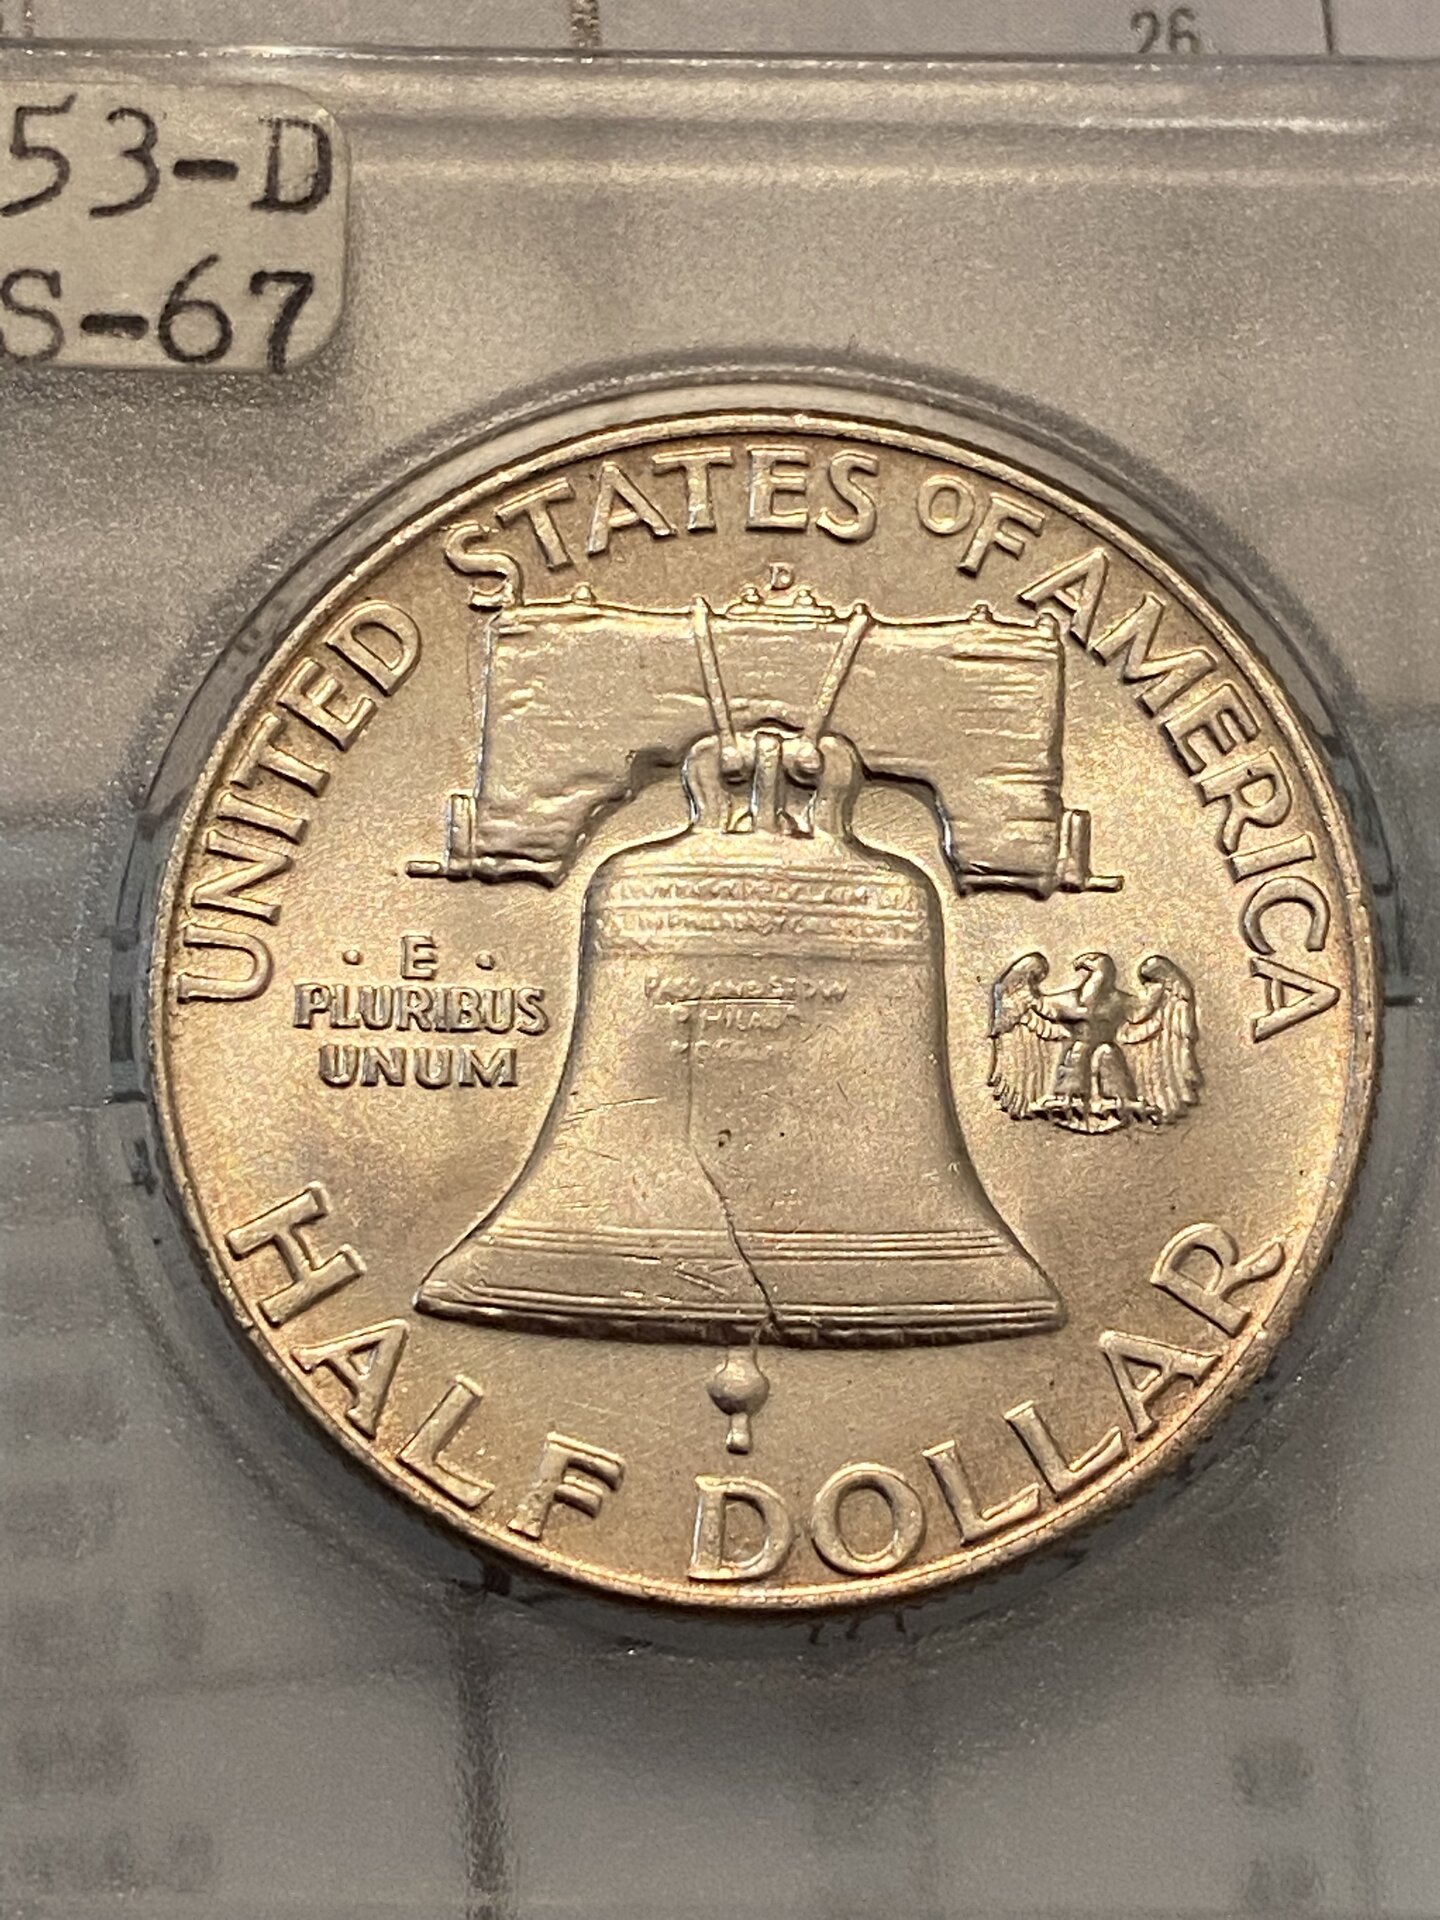 26
53-D
S-67
UNITED STATES OF AMERICA
D
· E ·
PLURIBUS
UNUM
HALF DOLLAR